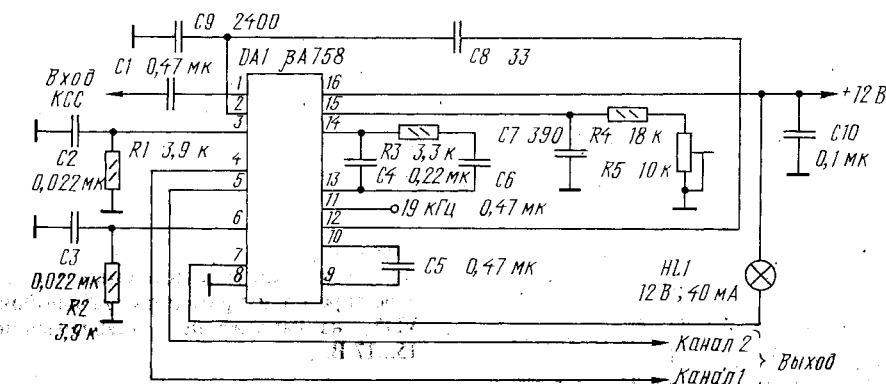 C9 2400
DA1 βA758
C8 33
C1 0,47 мк
Вход
КСС
+12 В
C2
0,022 мк
R1 3,9 к
C3
0,022 мк
R2
3,9 к
1
2
3
4
5
6
7
8
16
15
14
13
11
12
10
9
R3 3,3 к
C4 0,22 мк
C6
0,47 мк
19 кГц
C7 390
R4 18 к
R5 10 к
C10
0,1 мк
C5 0,47 мк
HL1
12 В; 40 мА
Канал 2
Канал 1
Выход